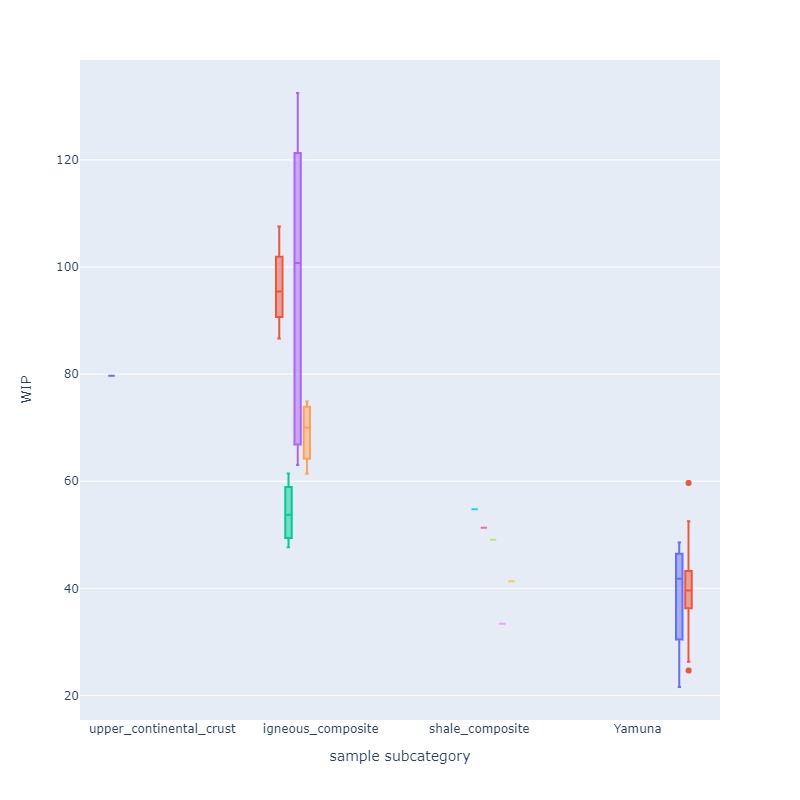 120
100
80
60
40
20
WIP
upper_continental_crust
igneous_composite
shale_composite
Yamuna
sample subcategory